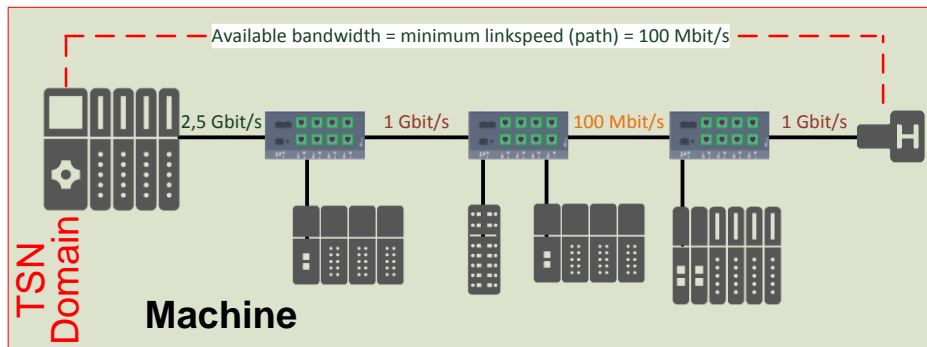 Available bandwidth = minimum linkspeed (path) = 100 Mbit/s
2,5 Gbit/s
1 Gbit/s
100 Mbit/s
1 Gbit/s
TSN
Domain
Machine